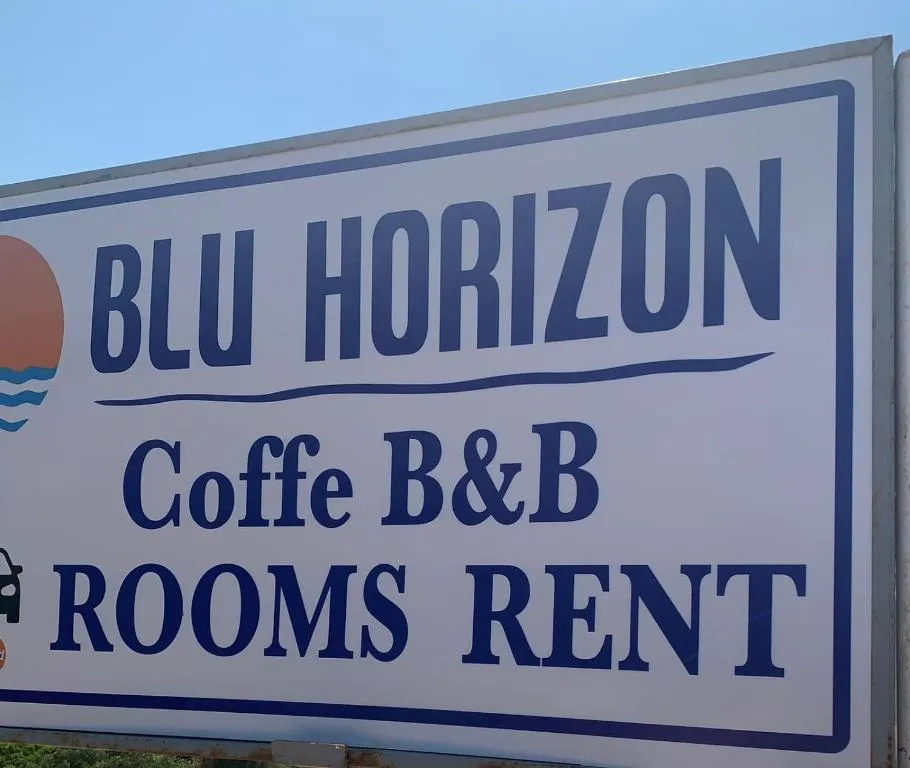 BLU HORIZON
Coffe B&B
ROOMS RENT